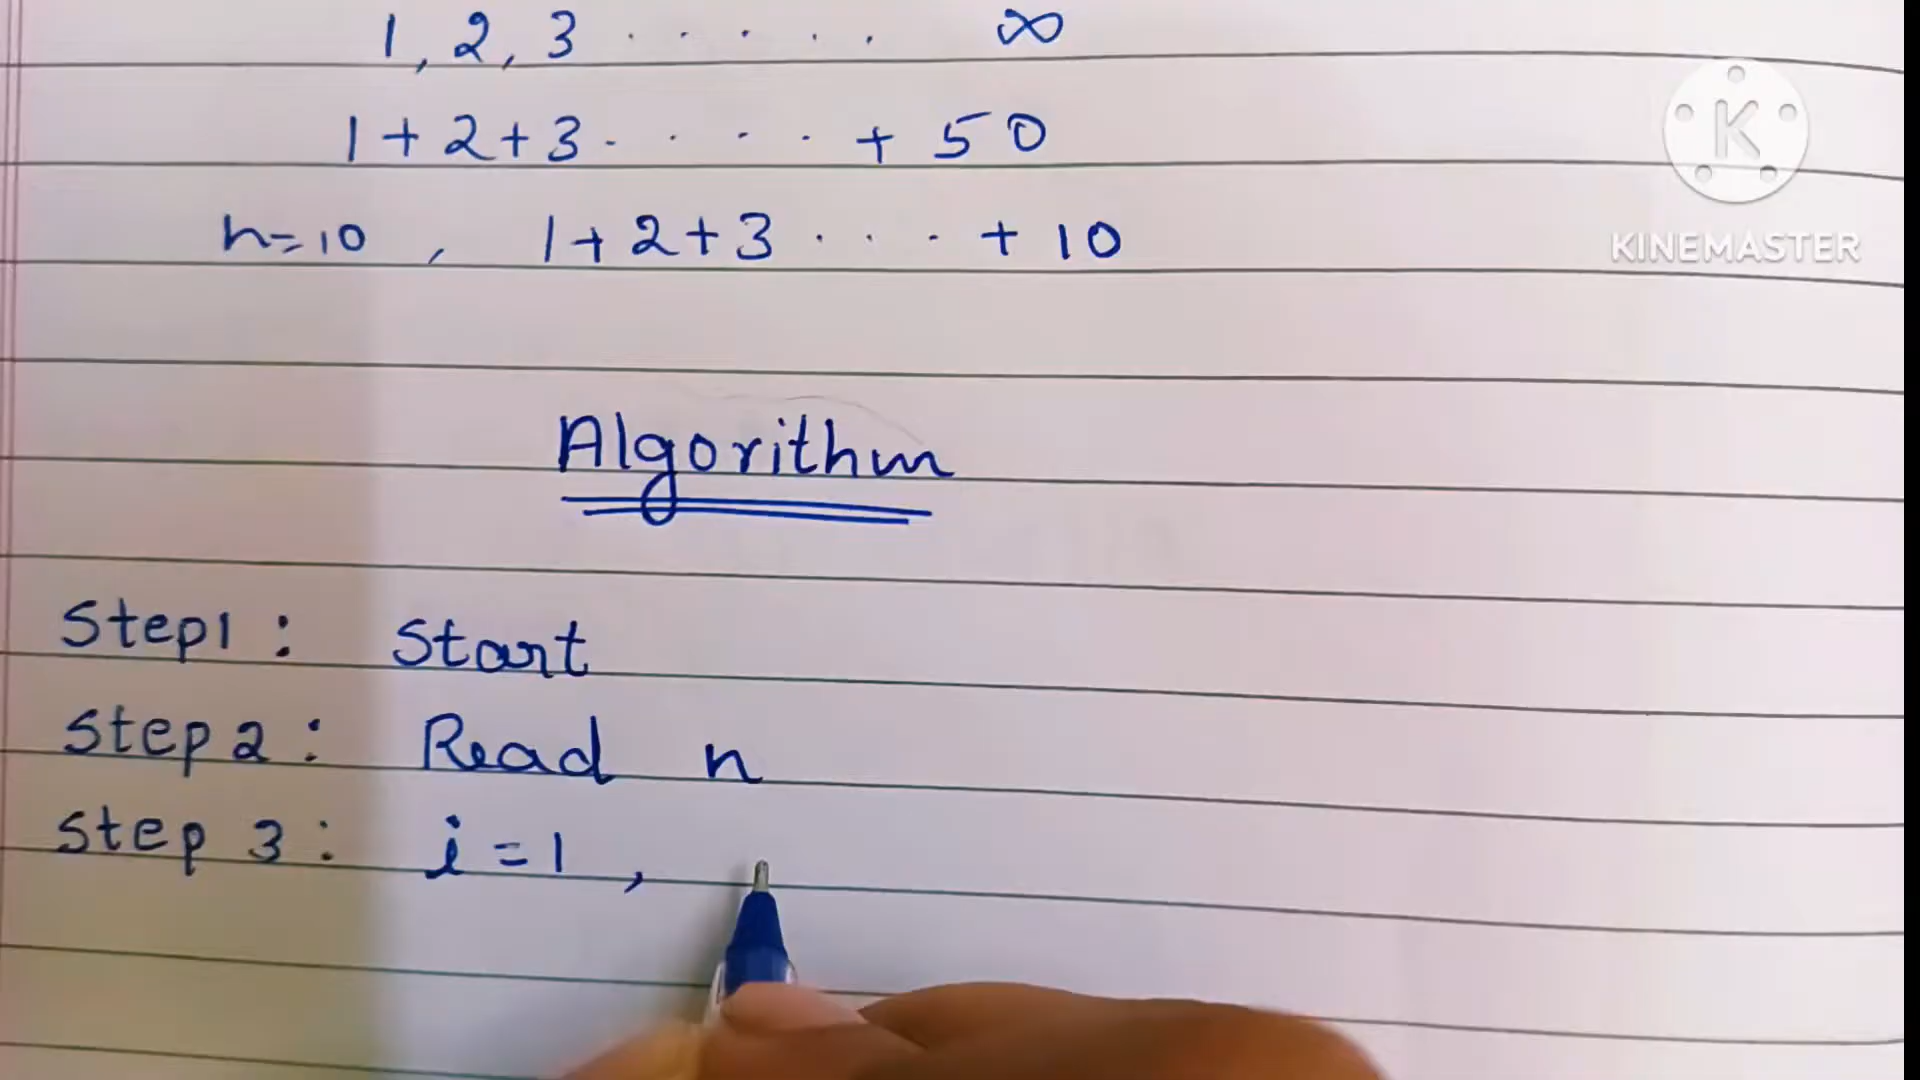 1, 2, 3 . . . . . ∞
1 + 2 + 3 . . . . + 50
n=10 , 1 + 2 + 3 . . . + 10
K
KINEMASTER
Algorithm
Step1 : Start
Step 2 : Read n
Step 3 : i = 1 ,